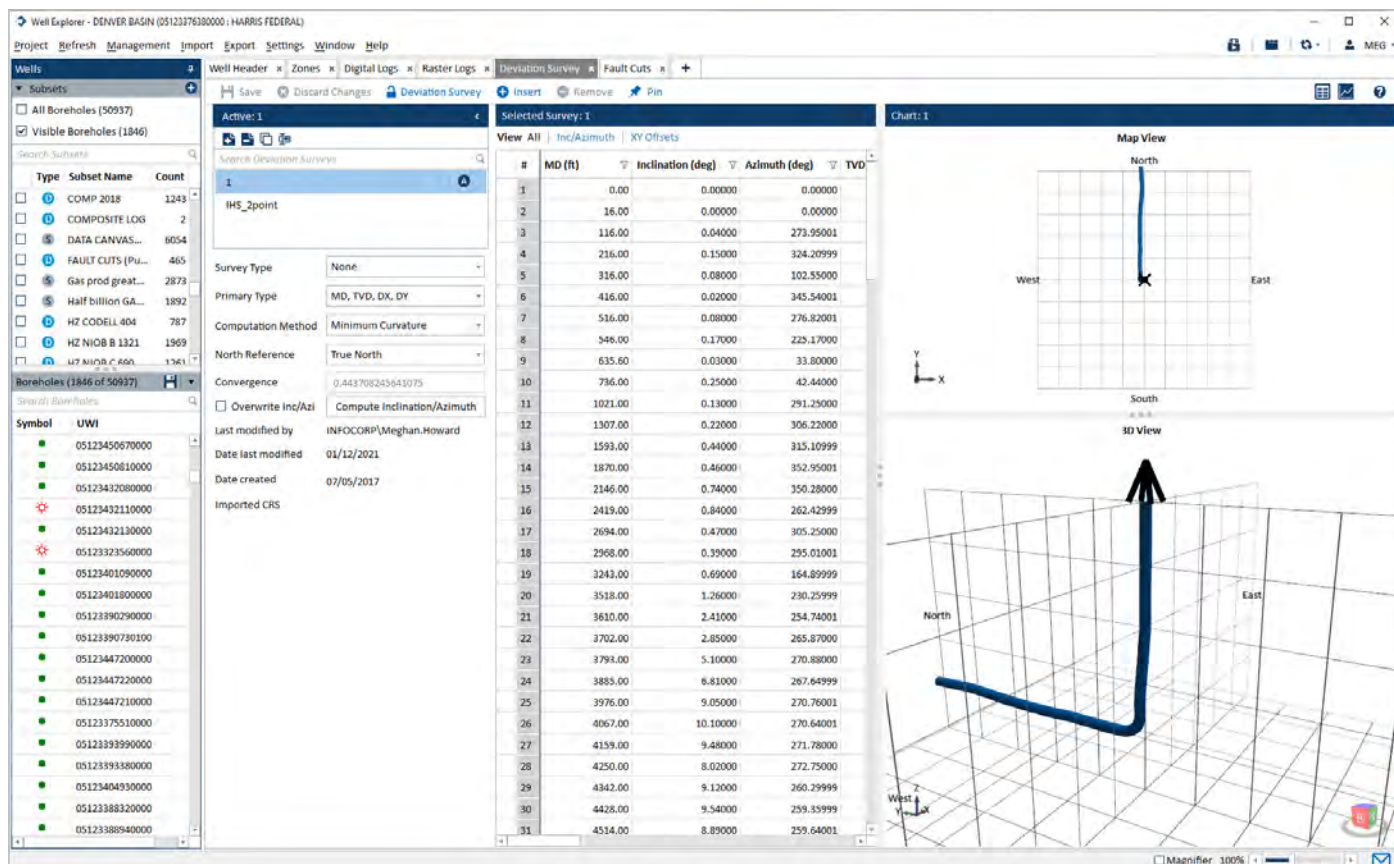 Well Explorer - DENVER BASIN (05123376380000 : HARRIS FEDERAL)
Project Refresh Management Import Export Settings Window Help
MEG
Wells
Subsets
All Boreholes (50937)
Visible Boreholes (1846)
Search Subsets
Type Subset Name Count
D COMP 2018 1243
D COMPOSITE LOG 2
S DATA CANVAS... 6054
D FAULT CUTS (Pu... 465
S Gas prod great... 2873
S Half billion GA... 1892
D HZ CODELL 404 787
D HZ NIOB B 1321 1969
D HZ NIOB C 690 1261
Boreholes (1846 of 50937)
Search Boreholes
Symbol UWI
05123450670000
05123450810000
05123432080000
05123432110000
05123432130000
05123323560000
05123401090000
05123401800000
05123390290000
05123390730100
05123447200000
05123447220000
05123447210000
05123375510000
05123393990000
05123393380000
05123404930000
05123388320000
05123388940000
Well Header Zones Digital Logs Raster Logs Deviation Survey Fault Cuts +
Save Discard Changes Deviation Survey Insert Remove Pin
Active: 1
Search Deviation Surveys
1 A
IHS_2point
Survey Type None
Primary Type MD, TVD, DX, DY
Computation Method Minimum Curvature
North Reference True North
Convergence 0.443708245641075
Overwrite Inc/Azi Compute Inclination/Azimuth
Last modified by INFOCORP\Meghan.Howard
Date last modified 01/12/2021
Date created 07/05/2017
Imported CRS
Selected Survey: 1
View All Inc/Azimuth XY Offsets
# MD (ft) Inclination (deg) Azimuth (deg) TVD
1 0.00 0.00000 0.00000
2 16.00 0.00000 0.00000
3 116.00 0.04000 273.95001
4 216.00 0.15000 324.20999
5 316.00 0.08000 102.55000
6 416.00 0.02000 345.54001
7 516.00 0.08000 276.82001
8 546.00 0.17000 225.17000
9 635.60 0.03000 33.80000
10 736.00 0.25000 42.44000
11 1021.00 0.13000 291.25000
12 1307.00 0.22000 306.22000
13 1593.00 0.44000 315.10999
14 1870.00 0.46000 352.95001
15 2146.00 0.74000 350.28000
16 2419.00 0.84000 262.42999
17 2694.00 0.47000 305.25000
18 2968.00 0.39000 295.01001
19 3243.00 0.69000 164.89999
20 3518.00 1.26000 230.25999
21 3610.00 2.41000 254.74001
22 3702.00 2.85000 265.87000
23 3793.00 5.10000 270.88000
24 3885.00 6.81000 267.64999
25 3976.00 9.05000 270.76001
26 4067.00 10.10000 270.64001
27 4159.00 9.48000 271.78000
28 4250.00 8.02000 272.75000
29 4342.00 9.12000 260.29999
30 4428.00 9.54000 259.35999
31 4514.00 8.89000 259.64001
Chart: 1
Map View
North
West
East
South
Y
X
3D View
North
East
West
Z
Y
X
Magnifier 100%